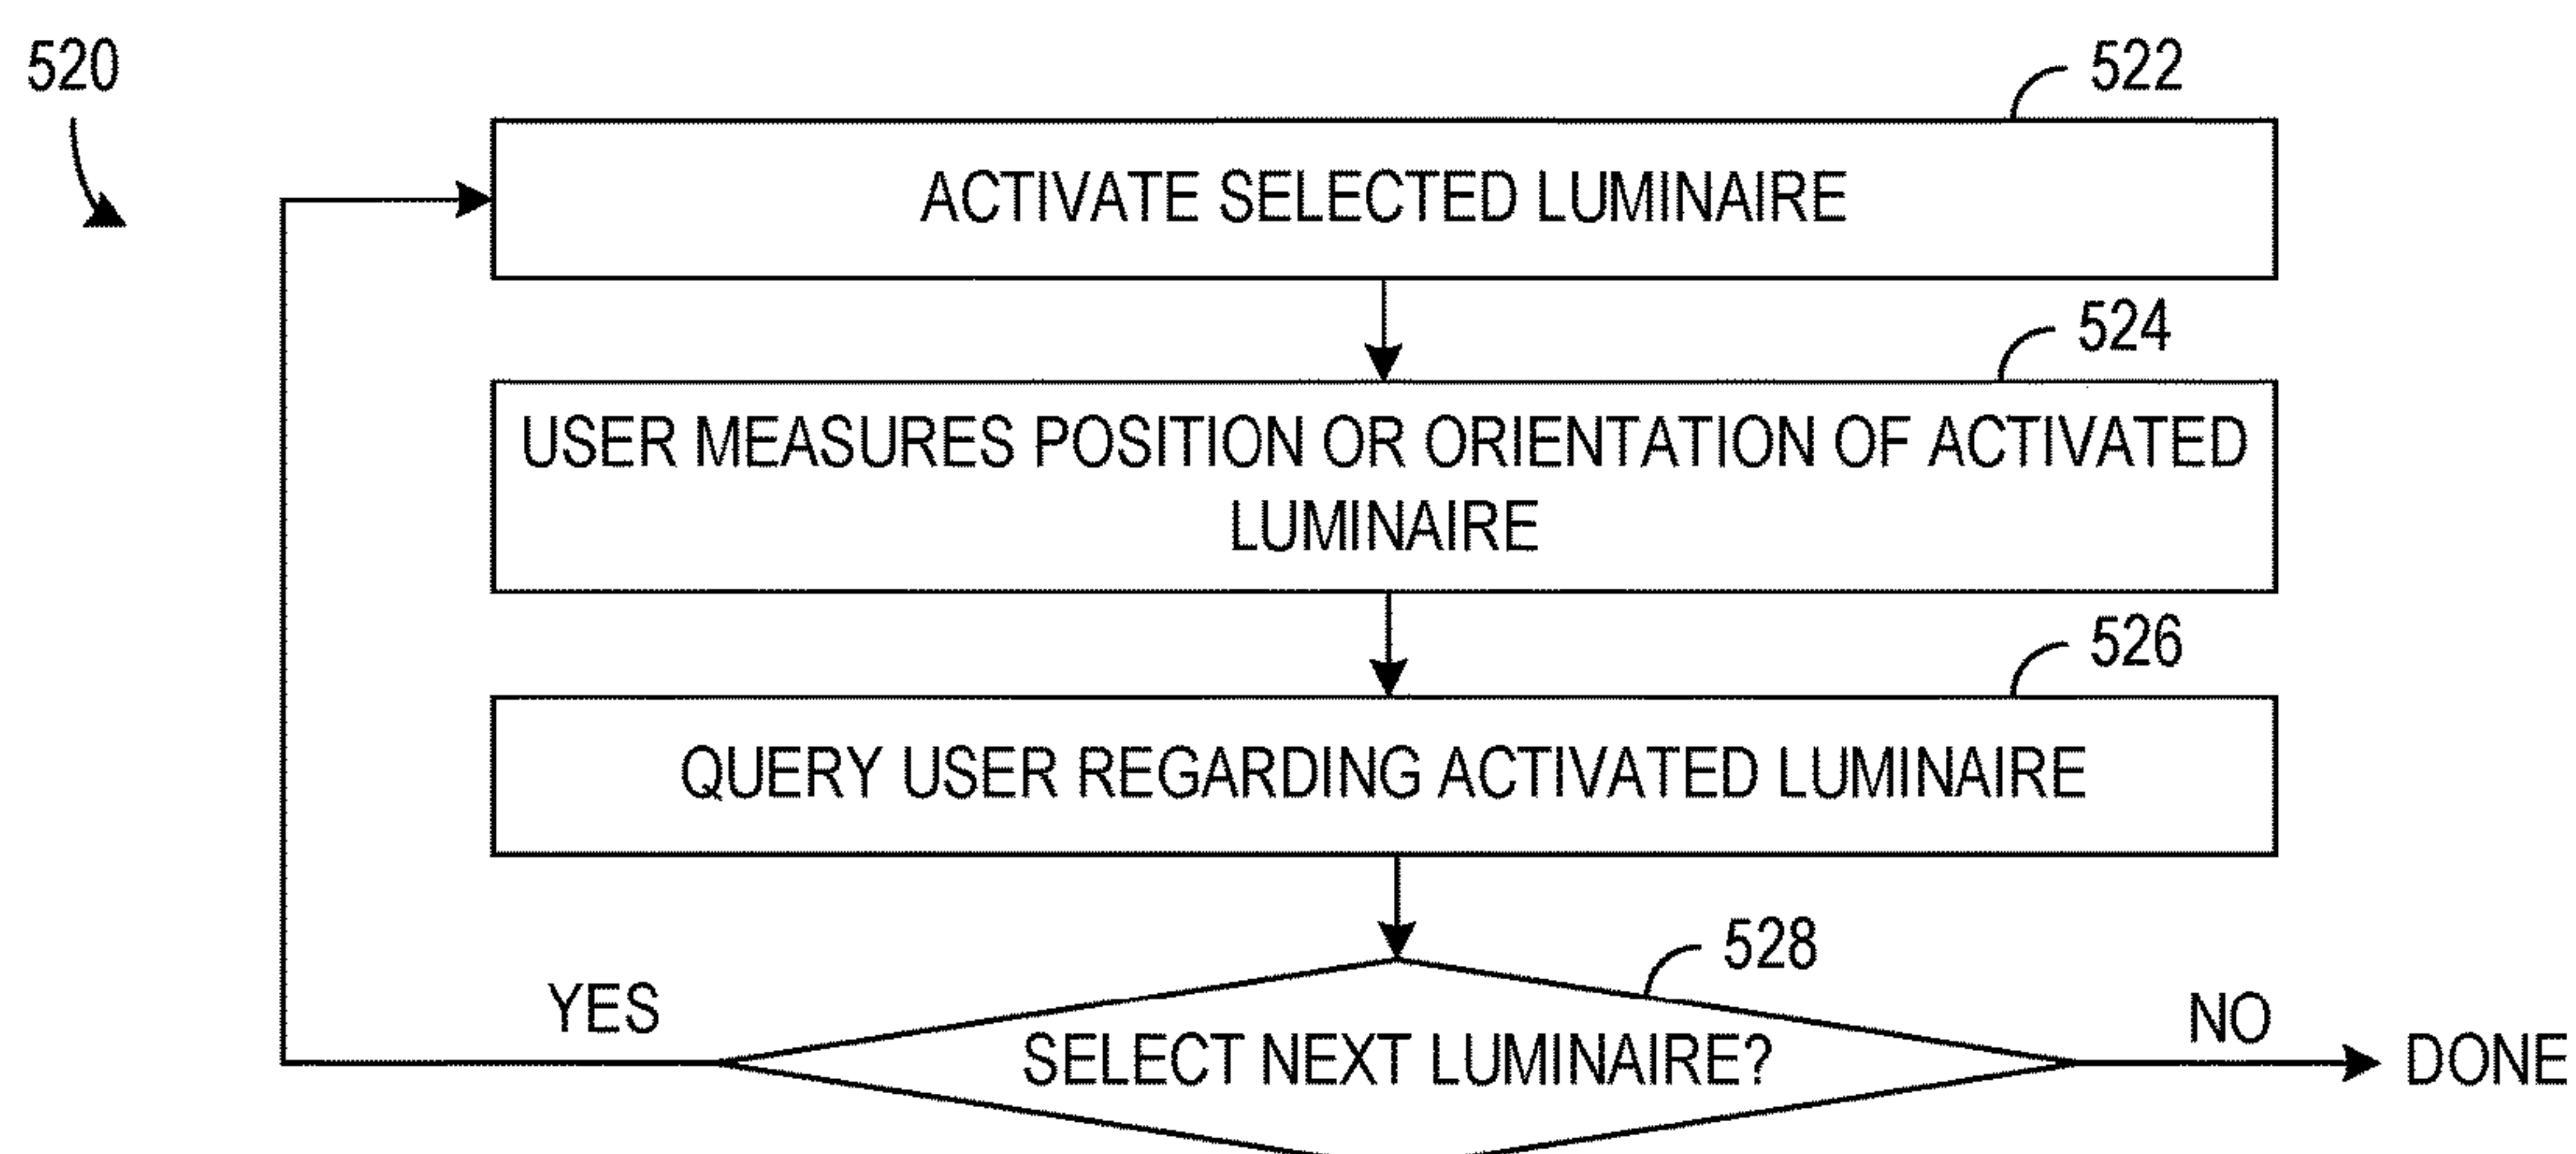 520
522
ACTIVATE SELECTED LUMINAIRE
524
USER MEASURES POSITION OR ORIENTATION OF ACTIVATED
LUMINAIRE
526
QUERY USER REGARDING ACTIVATED LUMINAIRE
528
YES
SELECT NEXT LUMINAIRE?
NO
DONE